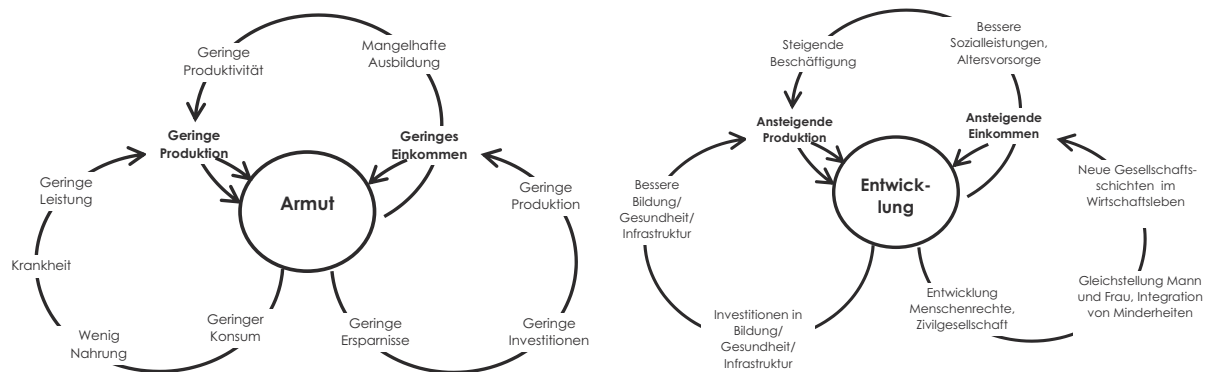 Geringe
Produktivität
Mangelhafte
Ausbildung
Geringe
Produktion
Geringes
Einkommen
Armut
Geringe
Leistung
Krankheit
Wenig
Nahrung
Geringer
Konsum
Geringe
Ersparnisse
Geringe
Investitionen
Geringe
Produktion
Steigende
Beschäftigung
Bessere
Sozialleistungen,
Altersvorsorge
Ansteigende
Produktion
Ansteigende
Einkommen
Entwick-
lung
Bessere
Bildung/
Gesundheit/
Infrastruktur
Investitionen in
Bildung/
Gesundheit/
Infrastruktur
Entwicklung
Menschenrechte,
Zivilgesellschaft
Gleichstellung Mann
und Frau, Integration
von Minderheiten
Neue Gesellschafts-
schichten im
Wirtschaftsleben